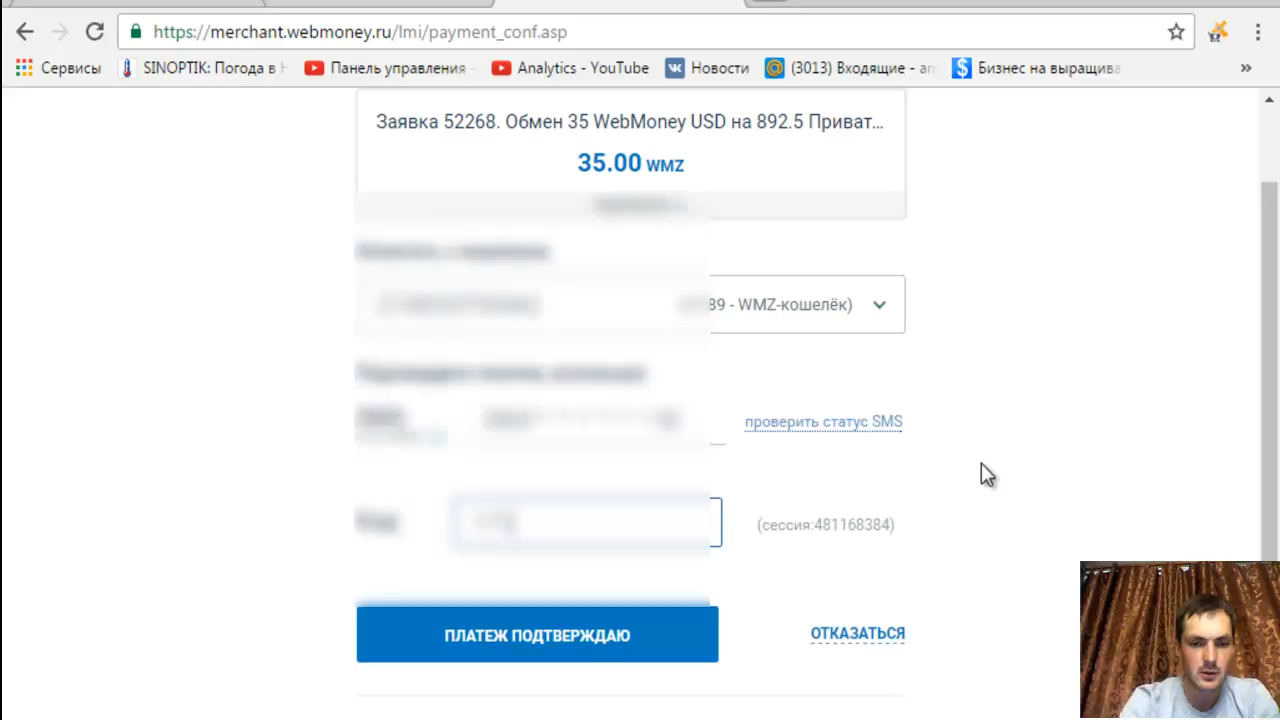 https://merchant.webmoney.ru/lmi/payment_conf.asp
Сервисы SINOPTIK: Погода в Панель управления Analytics - YouTube Новости (3013) Входящие - an Бизнес на выращива »
Заявка 52268. Обмен 35 WebMoney USD на 892.5 Приват...
35.00 WMZ
89 - WMZ-кошелёк)
проверить статус SMS
(сессия:481168384)
ПЛАТЕЖ ПОДТВЕРЖДАЮ ОТКАЗАТЬСЯ